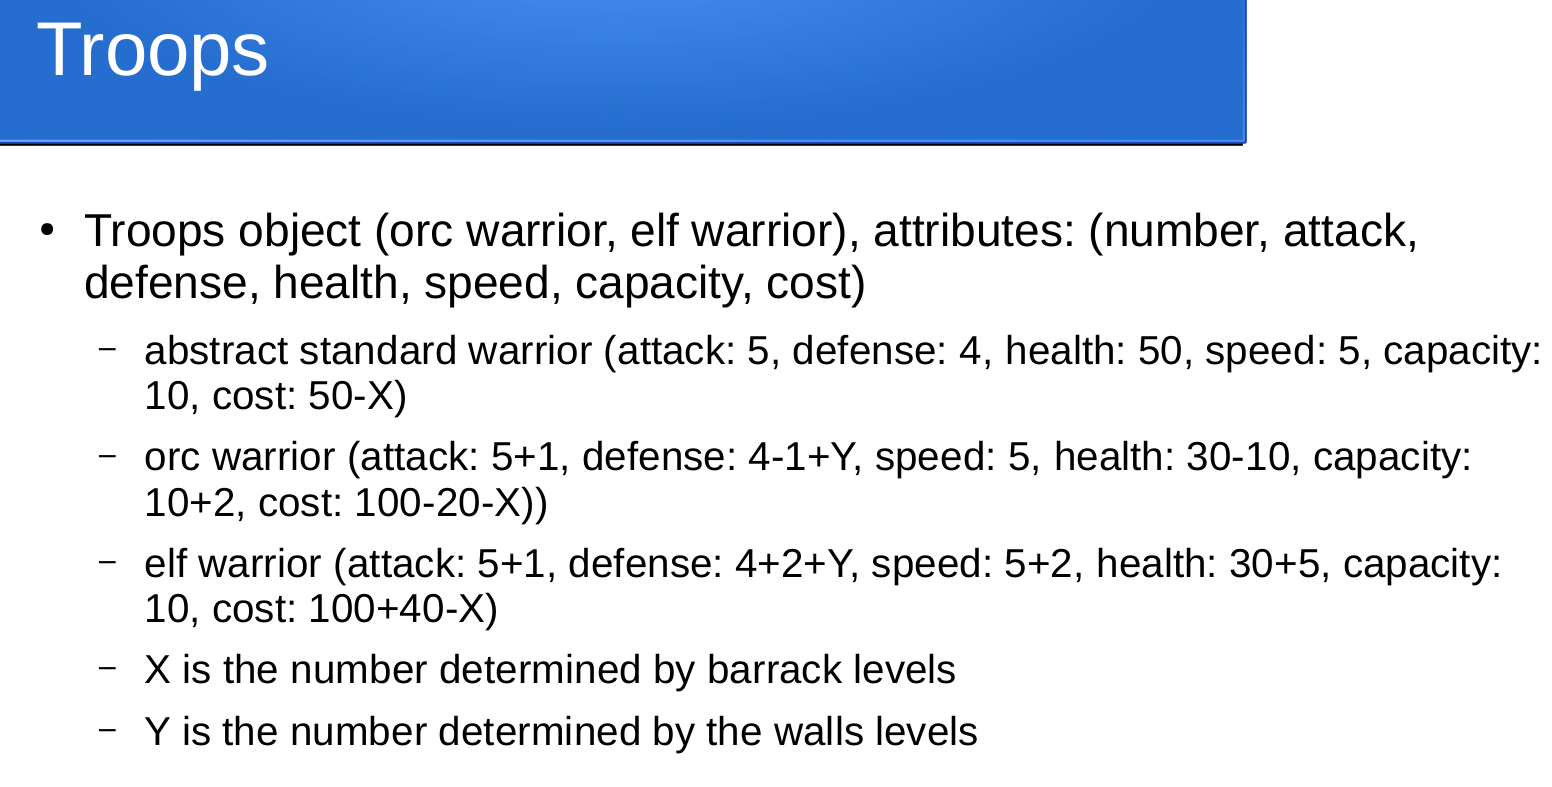 Troops
• Troops object (orc warrior, elf warrior), attributes: (number, attack,
defense, health, speed, capacity, cost)
– abstract standard warrior (attack: 5, defense: 4, health: 50, speed: 5, capacity:
10, cost: 50-X)
– orc warrior (attack: 5+1, defense: 4-1+Y, speed: 5, health: 30-10, capacity:
10+2, cost: 100-20-X))
– elf warrior (attack: 5+1, defense: 4+2+Y, speed: 5+2, health: 30+5, capacity:
10, cost: 100+40-X)
– X is the number determined by barrack levels
– Y is the number determined by the walls levels